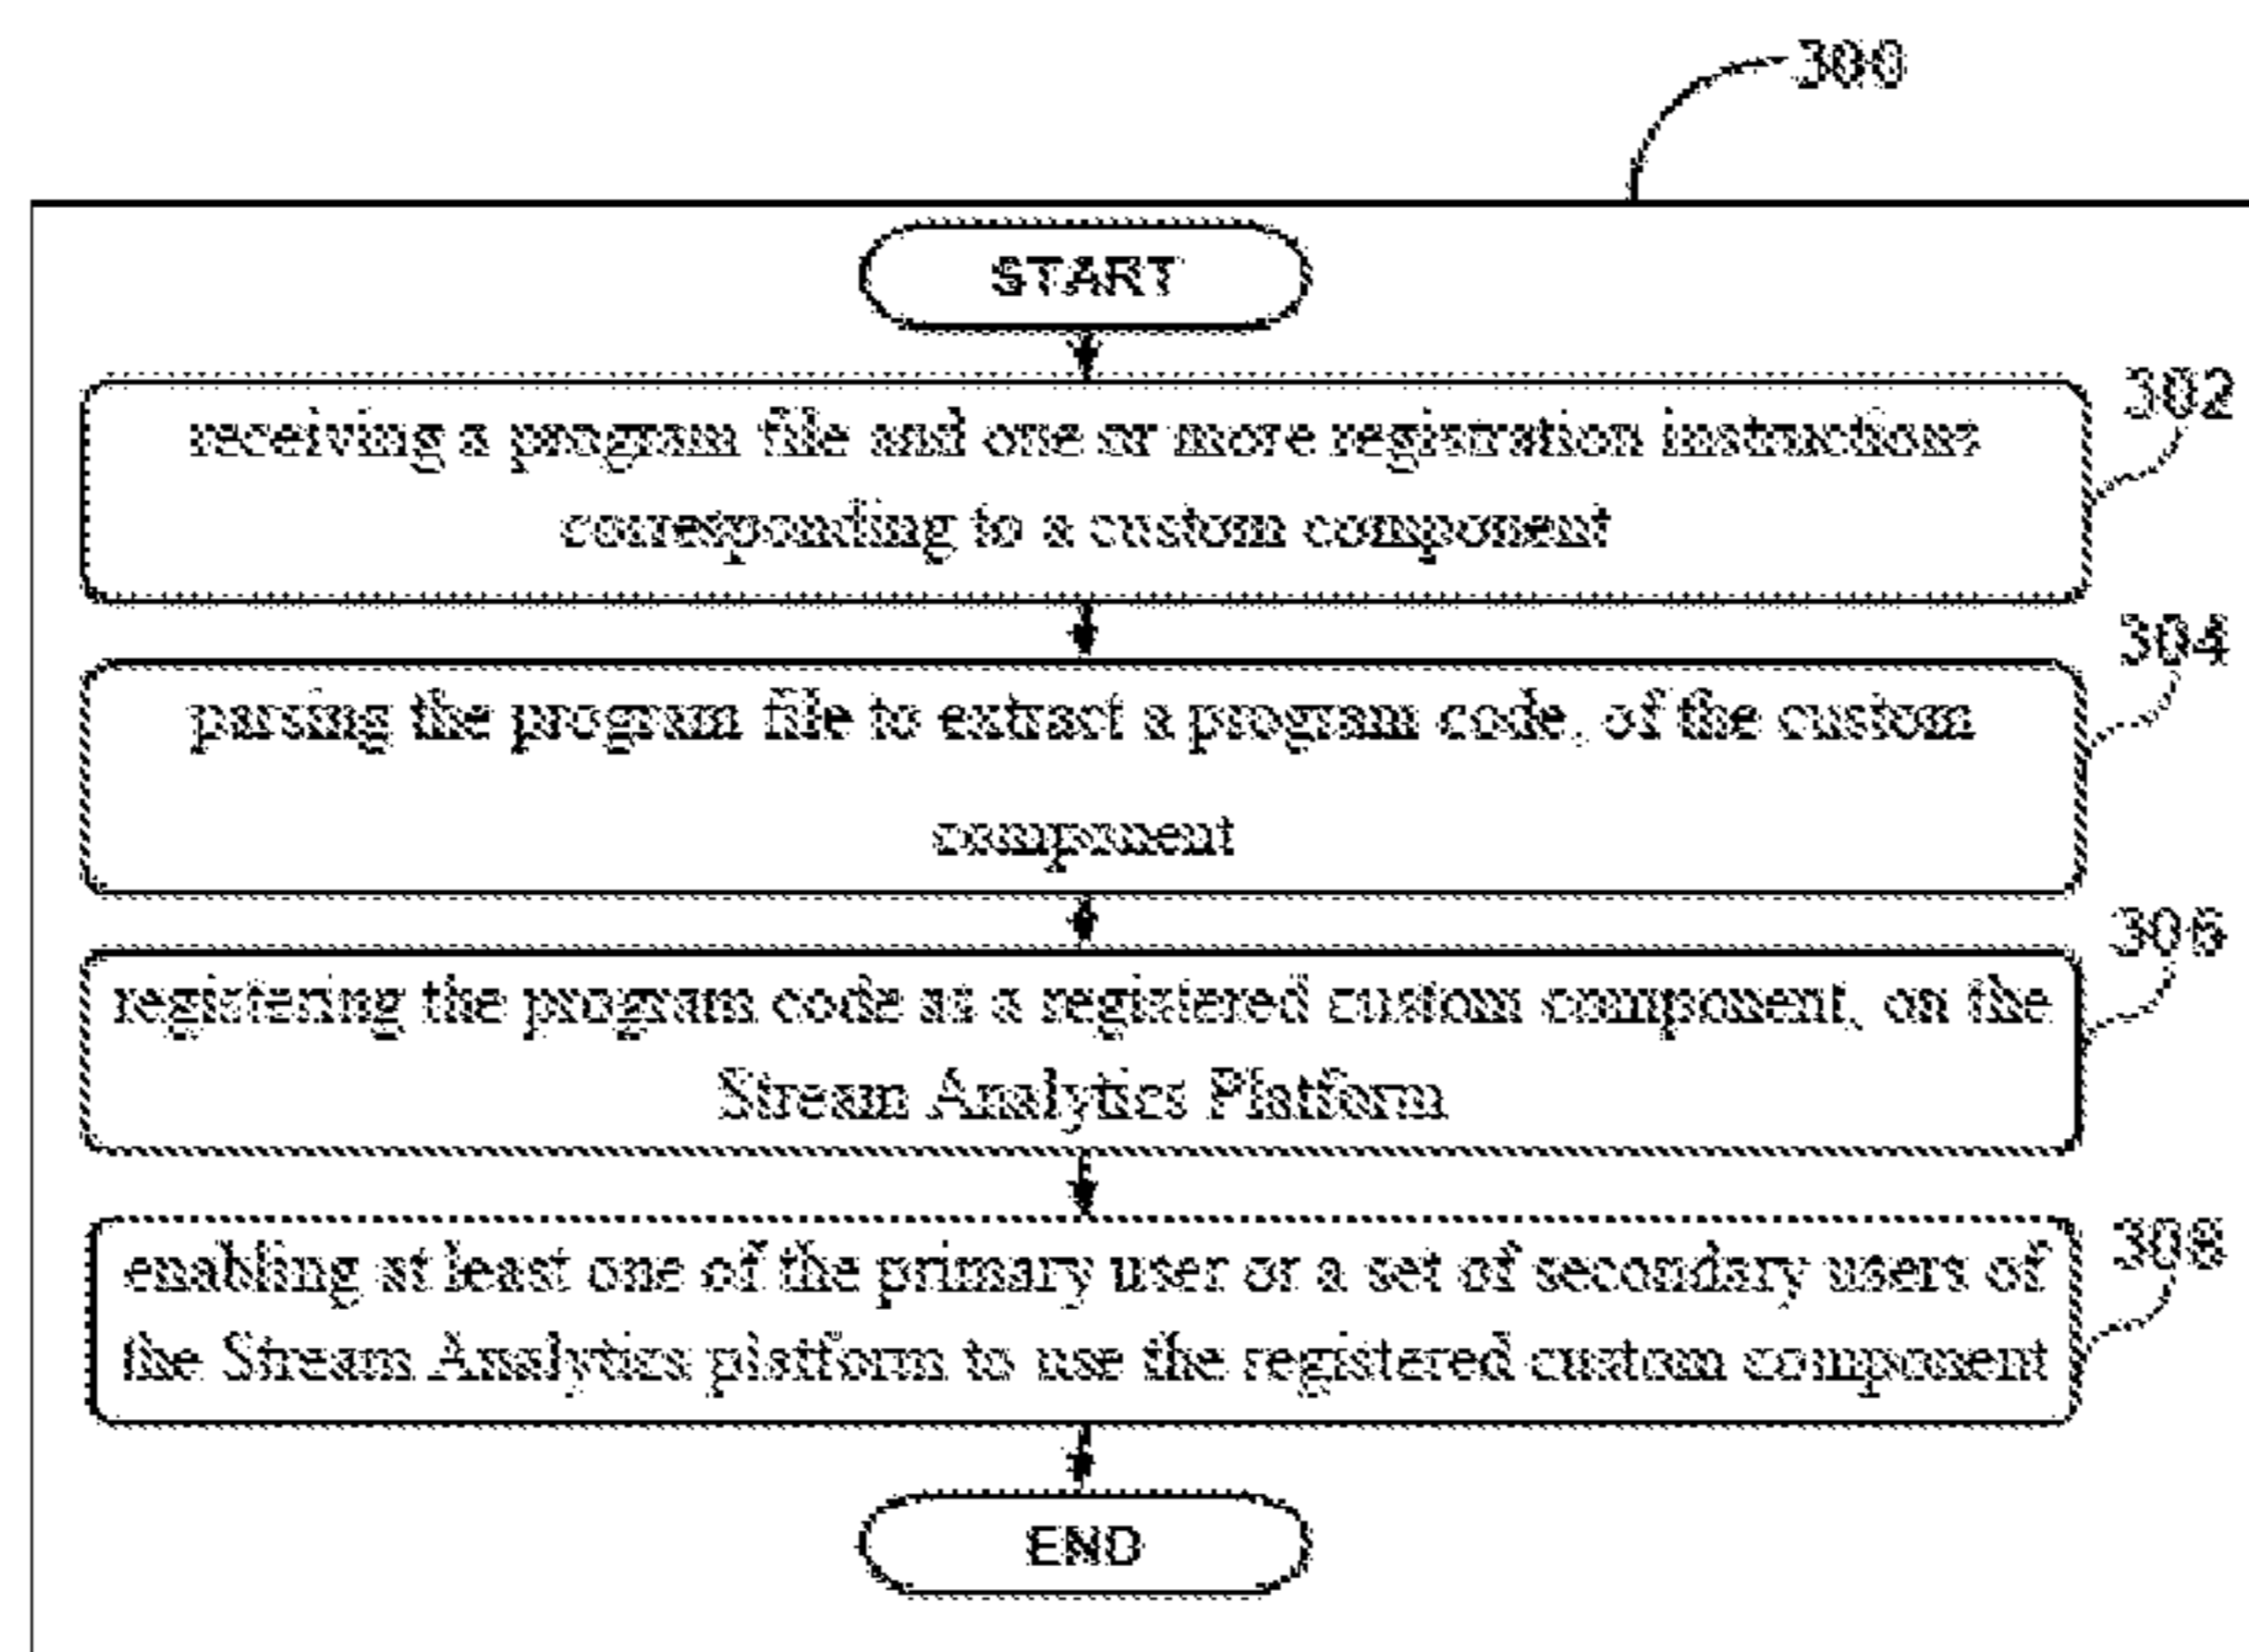 300
START
302
receiving a program file and one or more registration instructions
corresponding to a custom component
304
parsing the program file to extract a program code, of the custom
component
306
registering the program code as a registered custom component, on the
Stream Analytics Platform
308
enabling at least one of the primary user or a set of secondary users of
the Stream Analytics platform to use the registered custom component
END